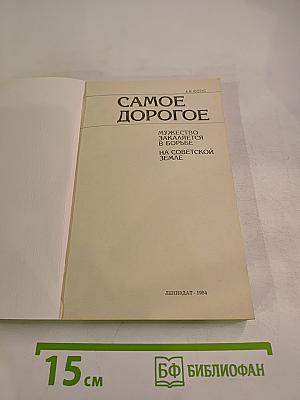 САМОЕ
ДОРОГОЕ
МУЖЕСТВО
ЗАКАЛЯЕТСЯ
В БОРЬБЕ
НА СОВЕТСКОЙ
ЗЕМЛЕ
ЛЕНИЗДАТ · 1984
15 см
БФ БИБЛИОФАН